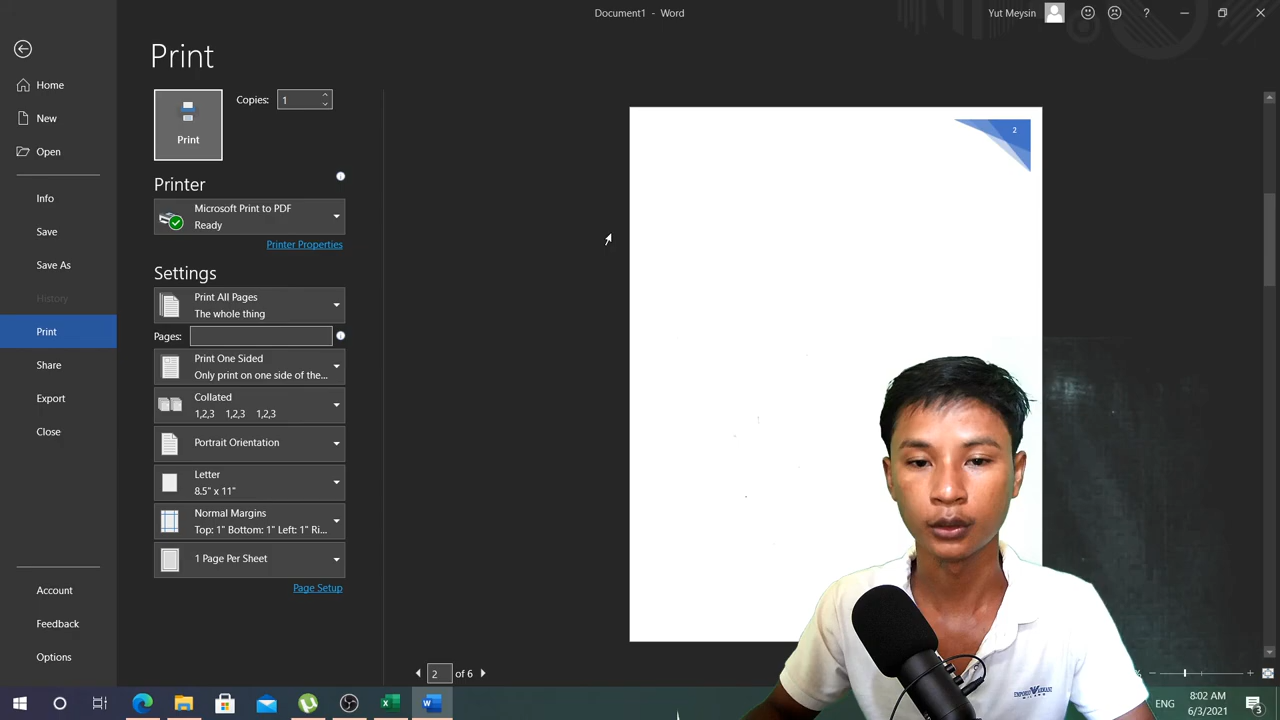 Document1 - Word
Yut Meysin
?
Print
Home
New
Open
Info
Save
Save As
History
Print
Share
Export
Close
Account
Feedback
Options
Print
Copies: 1
Printer
Microsoft Print to PDF
Ready
Printer Properties
Settings
Print All Pages
The whole thing
Pages:
Print One Sided
Only print on one side of the...
Collated
1,2,3 1,2,3 1,2,3
Portrait Orientation
Letter
8.5" x 11"
Normal Margins
Top: 1" Bottom: 1" Left: 1" Ri...
1 Page Per Sheet
Page Setup
2
2 of 6
%
EMPORIO ARMANI
ENG
8:02 AM
6/3/2021
3